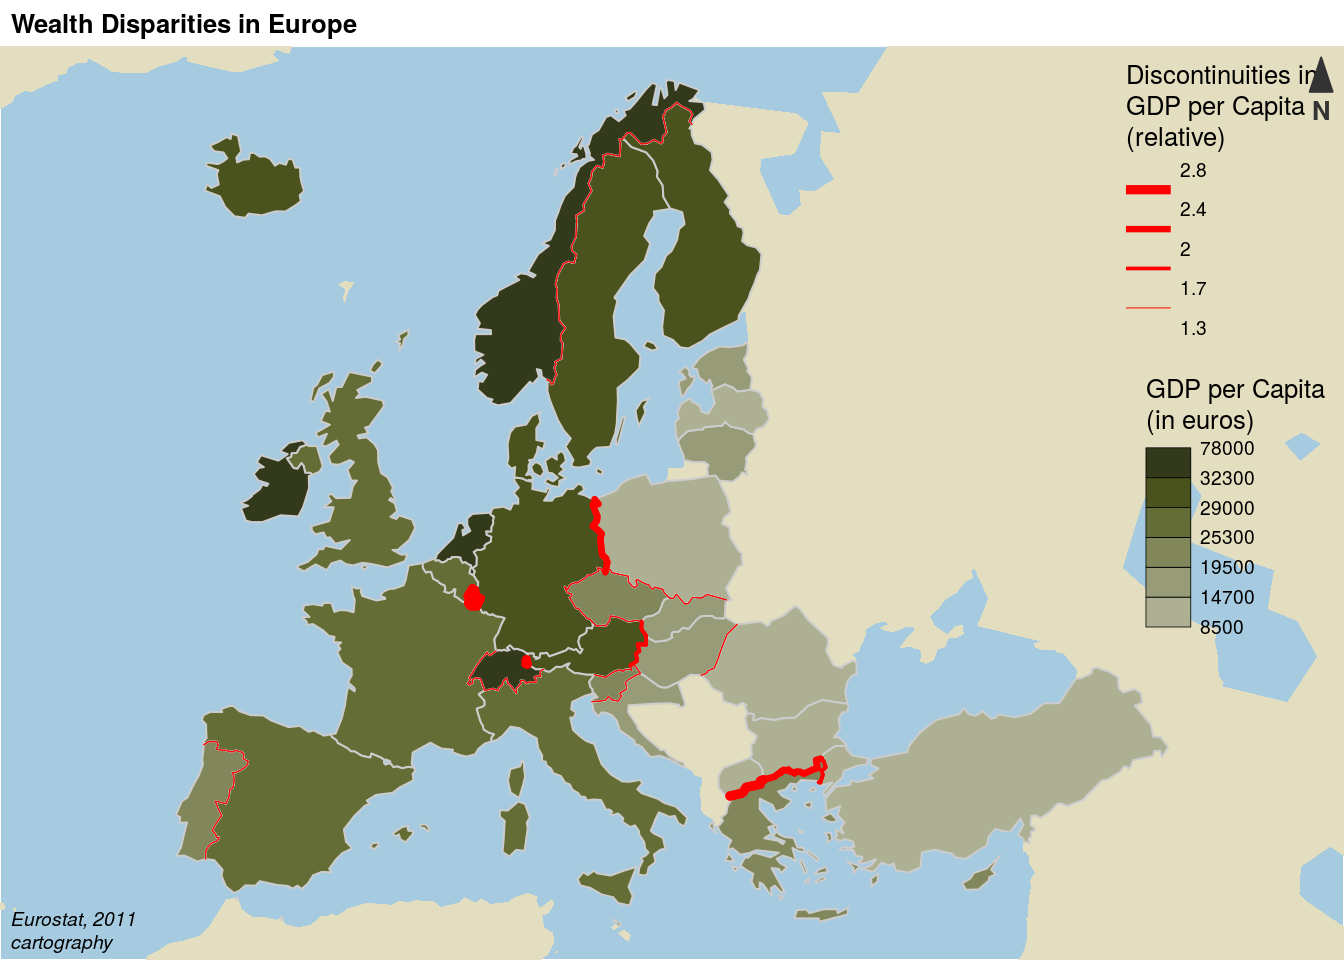 Wealth Disparities in Europe
Discontinuities in
GDP per Capita
(relative)
N
2.8
2.4
2
1.7
1.3
GDP per Capita
(in euros)
78000
32300
29000
25300
19500
14700
8500
Eurostat, 2011
cartography